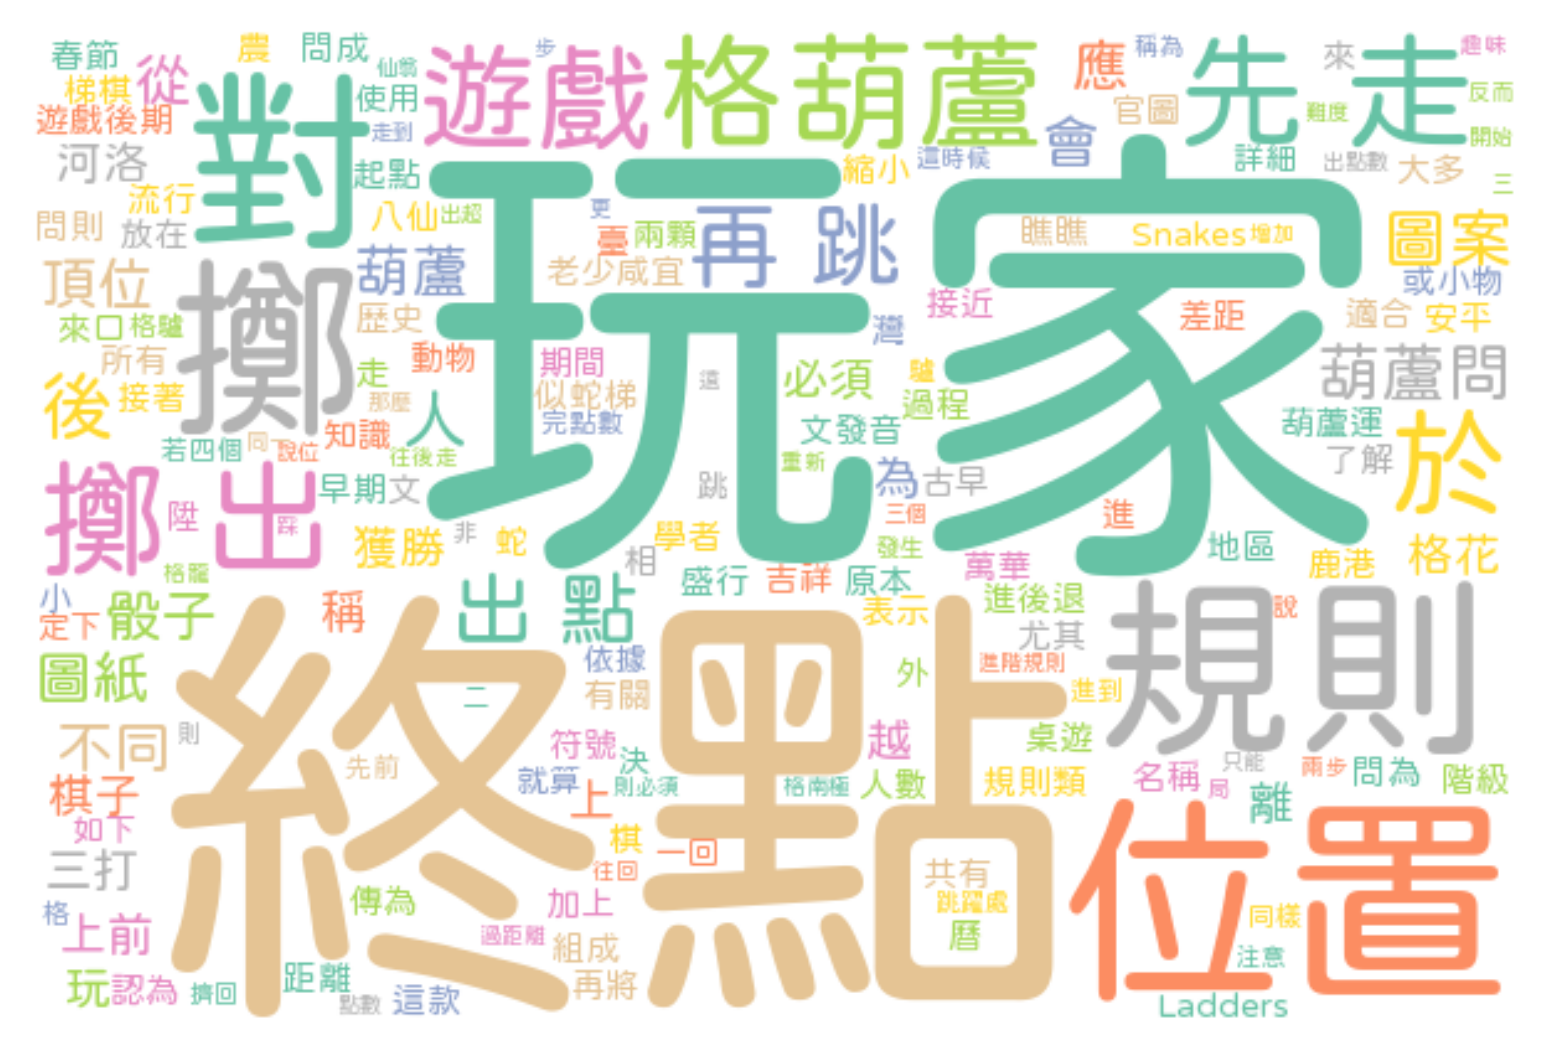 春節
農
問成
仙翁
步
遊戲
格葫蘆
應
稱為
先
來
走
趣味
梯棋
從
對
使用
官圖
難度
反而
遊戲後期
走到
會
開始
河洛
起點
縮小
這時候
詳細
出點數
大多
三
流行
八仙
出超
玩家
更
再
跳
瞧瞧
Snakes
增加
圖案
問則
放在
臺
兩顆
頂位
擲
葫蘆
老少咸宜
接近
或小物
來口
格驢
歷史
灣
差距
適合
安平
所有
動物
期間
必須
驢
葫蘆問
後
接著
走
那麼
人
似蛇梯
這
過程
若四個
同一
說位
知識
往後走
完點數
文發音
重新
葫蘆運
了解
於
擲出
早期
文
跳
為
古早
陞
踩
獲勝
非
蛇
學者
三個
進
格龍
相
發生
地區
鹿港
格花
小
定下
骰子
稱
出
點
盛行
吉祥
原本
萬華
表示
進後退
規則
說
圖紙
終點
二
依據
有關
外
尤其
進階規則
進到
不同
則
先前
符號
決
越
桌遊
棋子
就算
上
則必須
格南極
人數
規則類
名稱
只能
局
離
兩步
問為
階級
如下
棋
一回
位置
三打
往回
共有
跳躍處
格
上前
傳為
加上
曆
同樣
過距離
組成
注意
玩
認為
擠回
距離
點數
這款
再將
Ladders